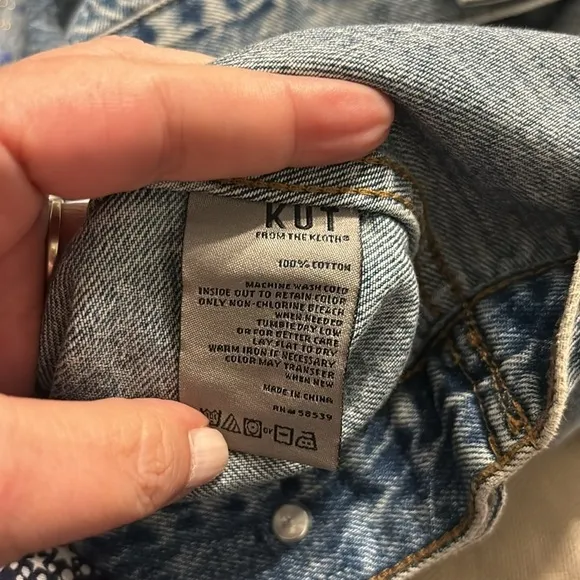 KUT
FROM THE KLOTH®
100% COTTON
MACHINE WASH COLD
INSIDE OUT TO RETAIN COLOR
ONLY NON-CHLORINE BLEACH
WHEN NEEDED
TUMBLE DRY LOW
OR FOR BETTER CARE
LAY FLAT TO DRY
WARM IRON IF NECESSARY
COLOR MAY TRANSFER
WHEN NEW
MADE IN CHINA
RN# 58539
OR